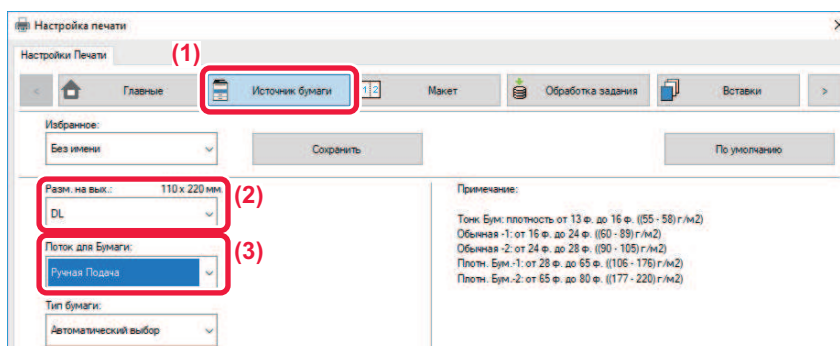 Настройка печати
Настройки Печати
(1)
<
Главные
Источник бумаги
1 2
Макет
Обработка задания
Вставки
>
Избранное:
Без имени
Сохранить
По умолчанию
Разм. на вых.: 110 x 220 мм.
DL
(2)
Поток для Бумаги:
Ручная Подача
(3)
Тип бумаги:
Автоматический выбор
Примечание:
Тонк Бум: плотность от 13 ф. до 16 ф. ((55 - 58) г/м2)
Обычная -1: от 16 ф. до 24 ф. ((60 - 89) г/м2)
Обычная -2: от 24 ф. до 28 ф. ((90 - 105) г/м2)
Плотн. Бум.-1: от 28 ф. до 65 ф. ((106 - 176) г/м2)
Плотн. Бум.-2: от 65 ф. до 80 ф. ((177 - 220) г/м2)